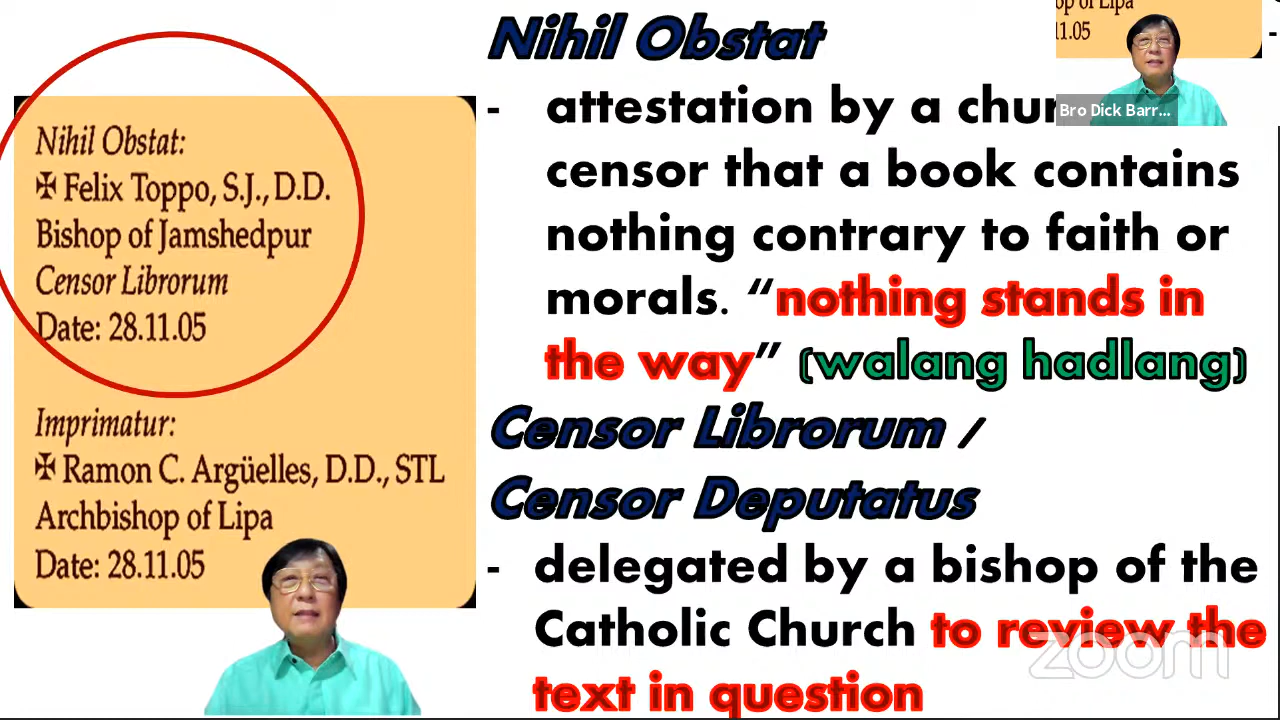 Nihil Obstat:
✠ Felix Toppo, S.J., D.D.
Bishop of Jamshedpur
Censor Librorum
Date: 28.11.05
Imprimatur:
✠ Ramon C. Argüelles, D.D., STL
Archbishop of Lipa
Date: 28.11.05
Nihil Obstat
- attestation by a
censor that a book contains
nothing contrary to faith or
morals. “nothing stands in
the way” (walang hadlang)
Censor Librorum /
Censor Deputatus
- delegated by a bishop of the
Catholic Church to review the
text in question
of Lipa
11.05
-
Bro Dick Barr...
zoom